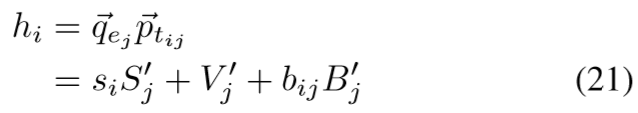 h_i = \vec{q}_{e_j} \vec{p}_{t_{ij}}
= s_i S'_j + V'_j + b_{ij} B'_j (21)